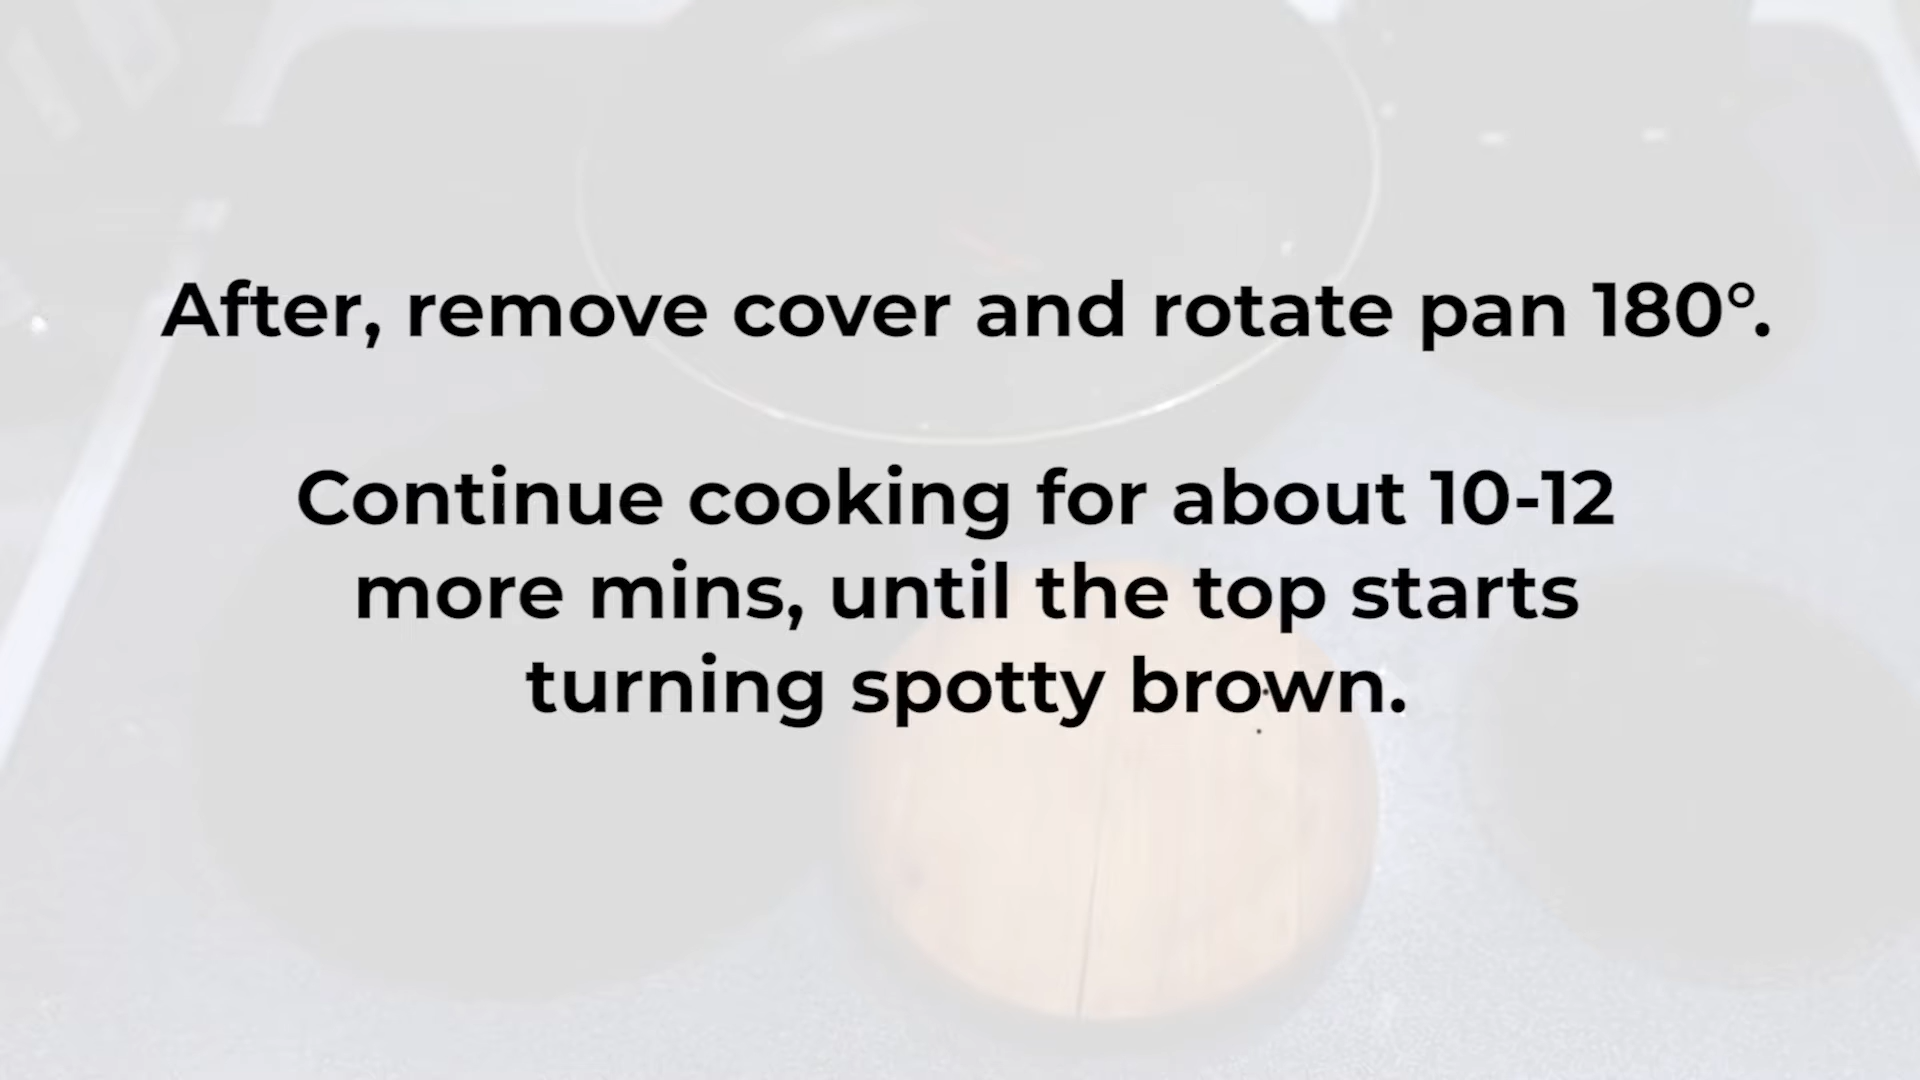 After, remove cover and rotate pan 180°.
Continue cooking for about 10-12
more mins, until the top starts
turning spotty brown.